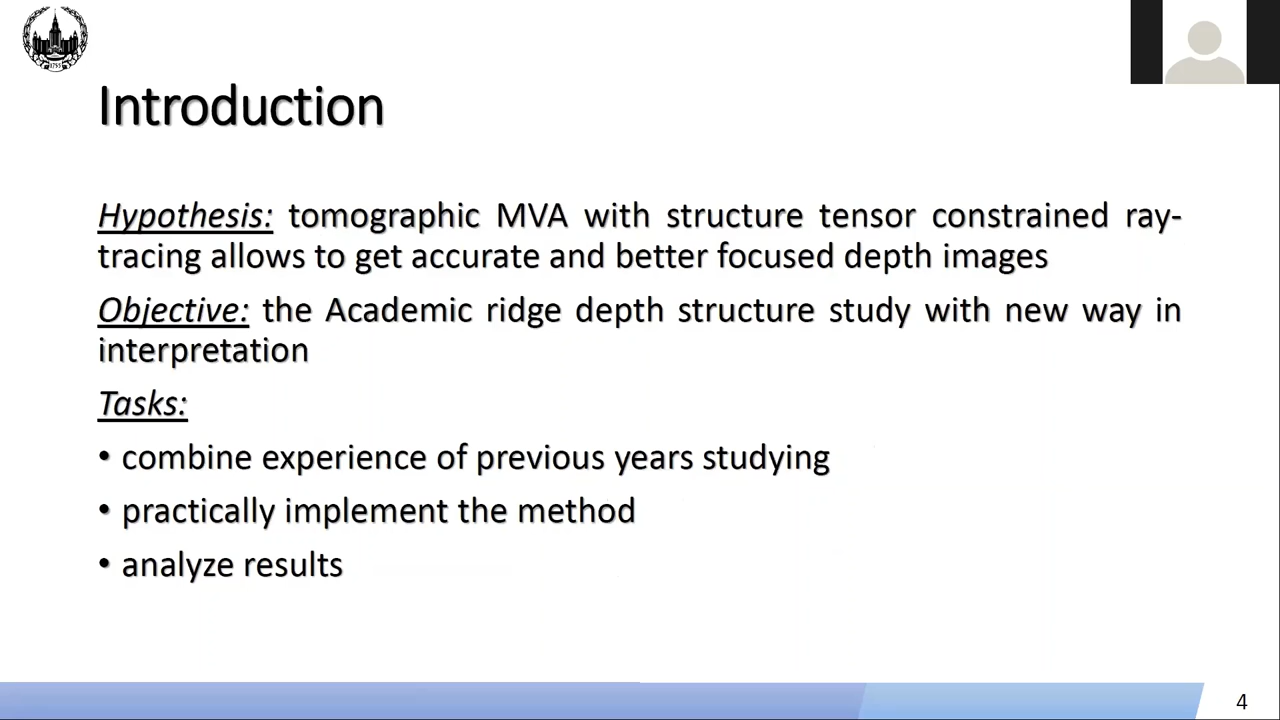 Introduction
Hypothesis: tomographic MVA with structure tensor constrained ray-
tracing allows to get accurate and better focused depth images
Objective: the Academic ridge depth structure study with new way in
interpretation
Tasks:
• combine experience of previous years studying
• practically implement the method
• analyze results
4